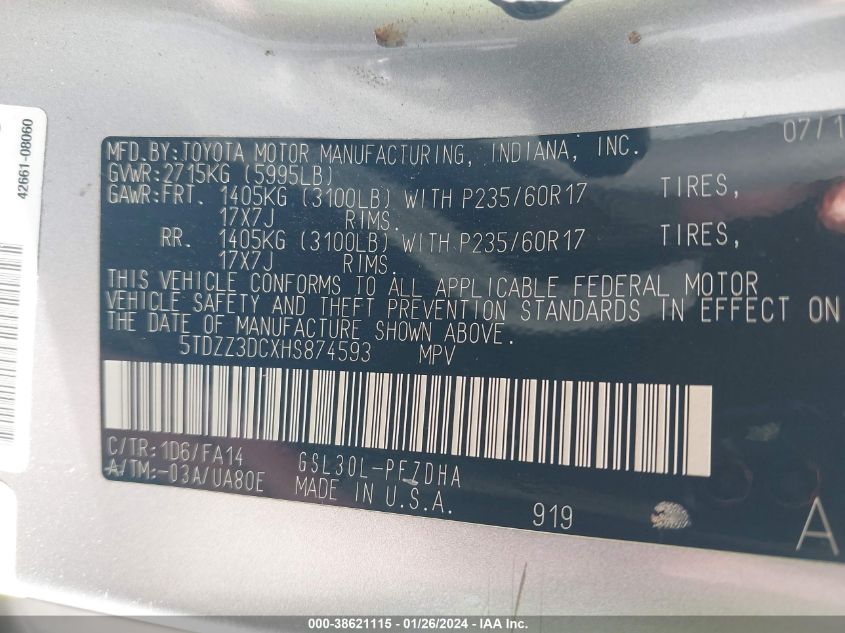 42661-08060
07/1
MFD.BY:TOYOTA MOTOR MANUFACTURING, INDIANA, INC.
GVWR:2715KG (5995LB)
GAWR:FRT. 1405KG (3100LB) WITH P235/60R17 TIRES,
17X7J RIMS.
RR. 1405KG (3100LB) WITH P235/60R17 TIRES,
17X7J RIMS.
THIS VEHICLE CONFORMS TO ALL APPLICABLE FEDERAL MOTOR
VEHICLE SAFETY AND THEFT PREVENTION STANDARDS IN EFFECT ON
THE DATE OF MANUFACTURE SHOWN ABOVE.
5TDZZ3DCXHS874593 MPV
C/TR:1D6/FA14
A/TM:-03A/UA80E
GSL30L-PFZDHA
MADE IN U.S.A.
919
A
000-38621115 - 01/26/2024 - IAA Inc.